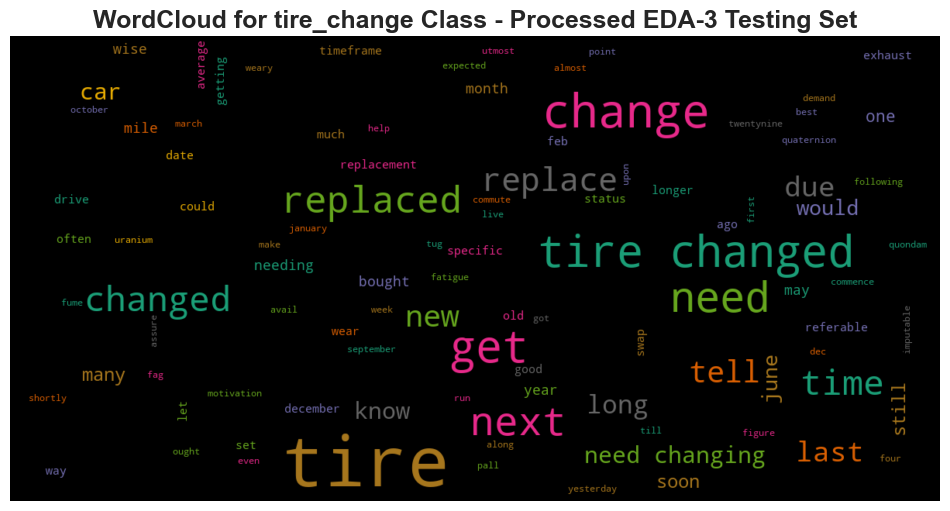 WordCloud for tire_change Class - Processed EDA-3 Testing Set
wise
average
getting
weary
timeframe
utmost
expected
point
almost
exhaust
car
october
month
change
demand
best
twentynine
one
mile
march
much
help
feb
quaternion
date
replacement
replace
upon
longer
due
following
drive
could
replaced
commute
live
status
would
first
ago
january
often
uranium
make
tug
specific
tire changed
quondam
needing
fatigue
bought
need
may
commence
fume
changed
assure
avail
week
new
old
got
referable
imputable
wear
september
get
swap
dec
many
fag
good
tell
june
time
shortly
motivation
let
december
know
run
year
long
still
next
till
figure
ought
set
even
tire
along
pall
need changing
last
four
way
yesterday
soon